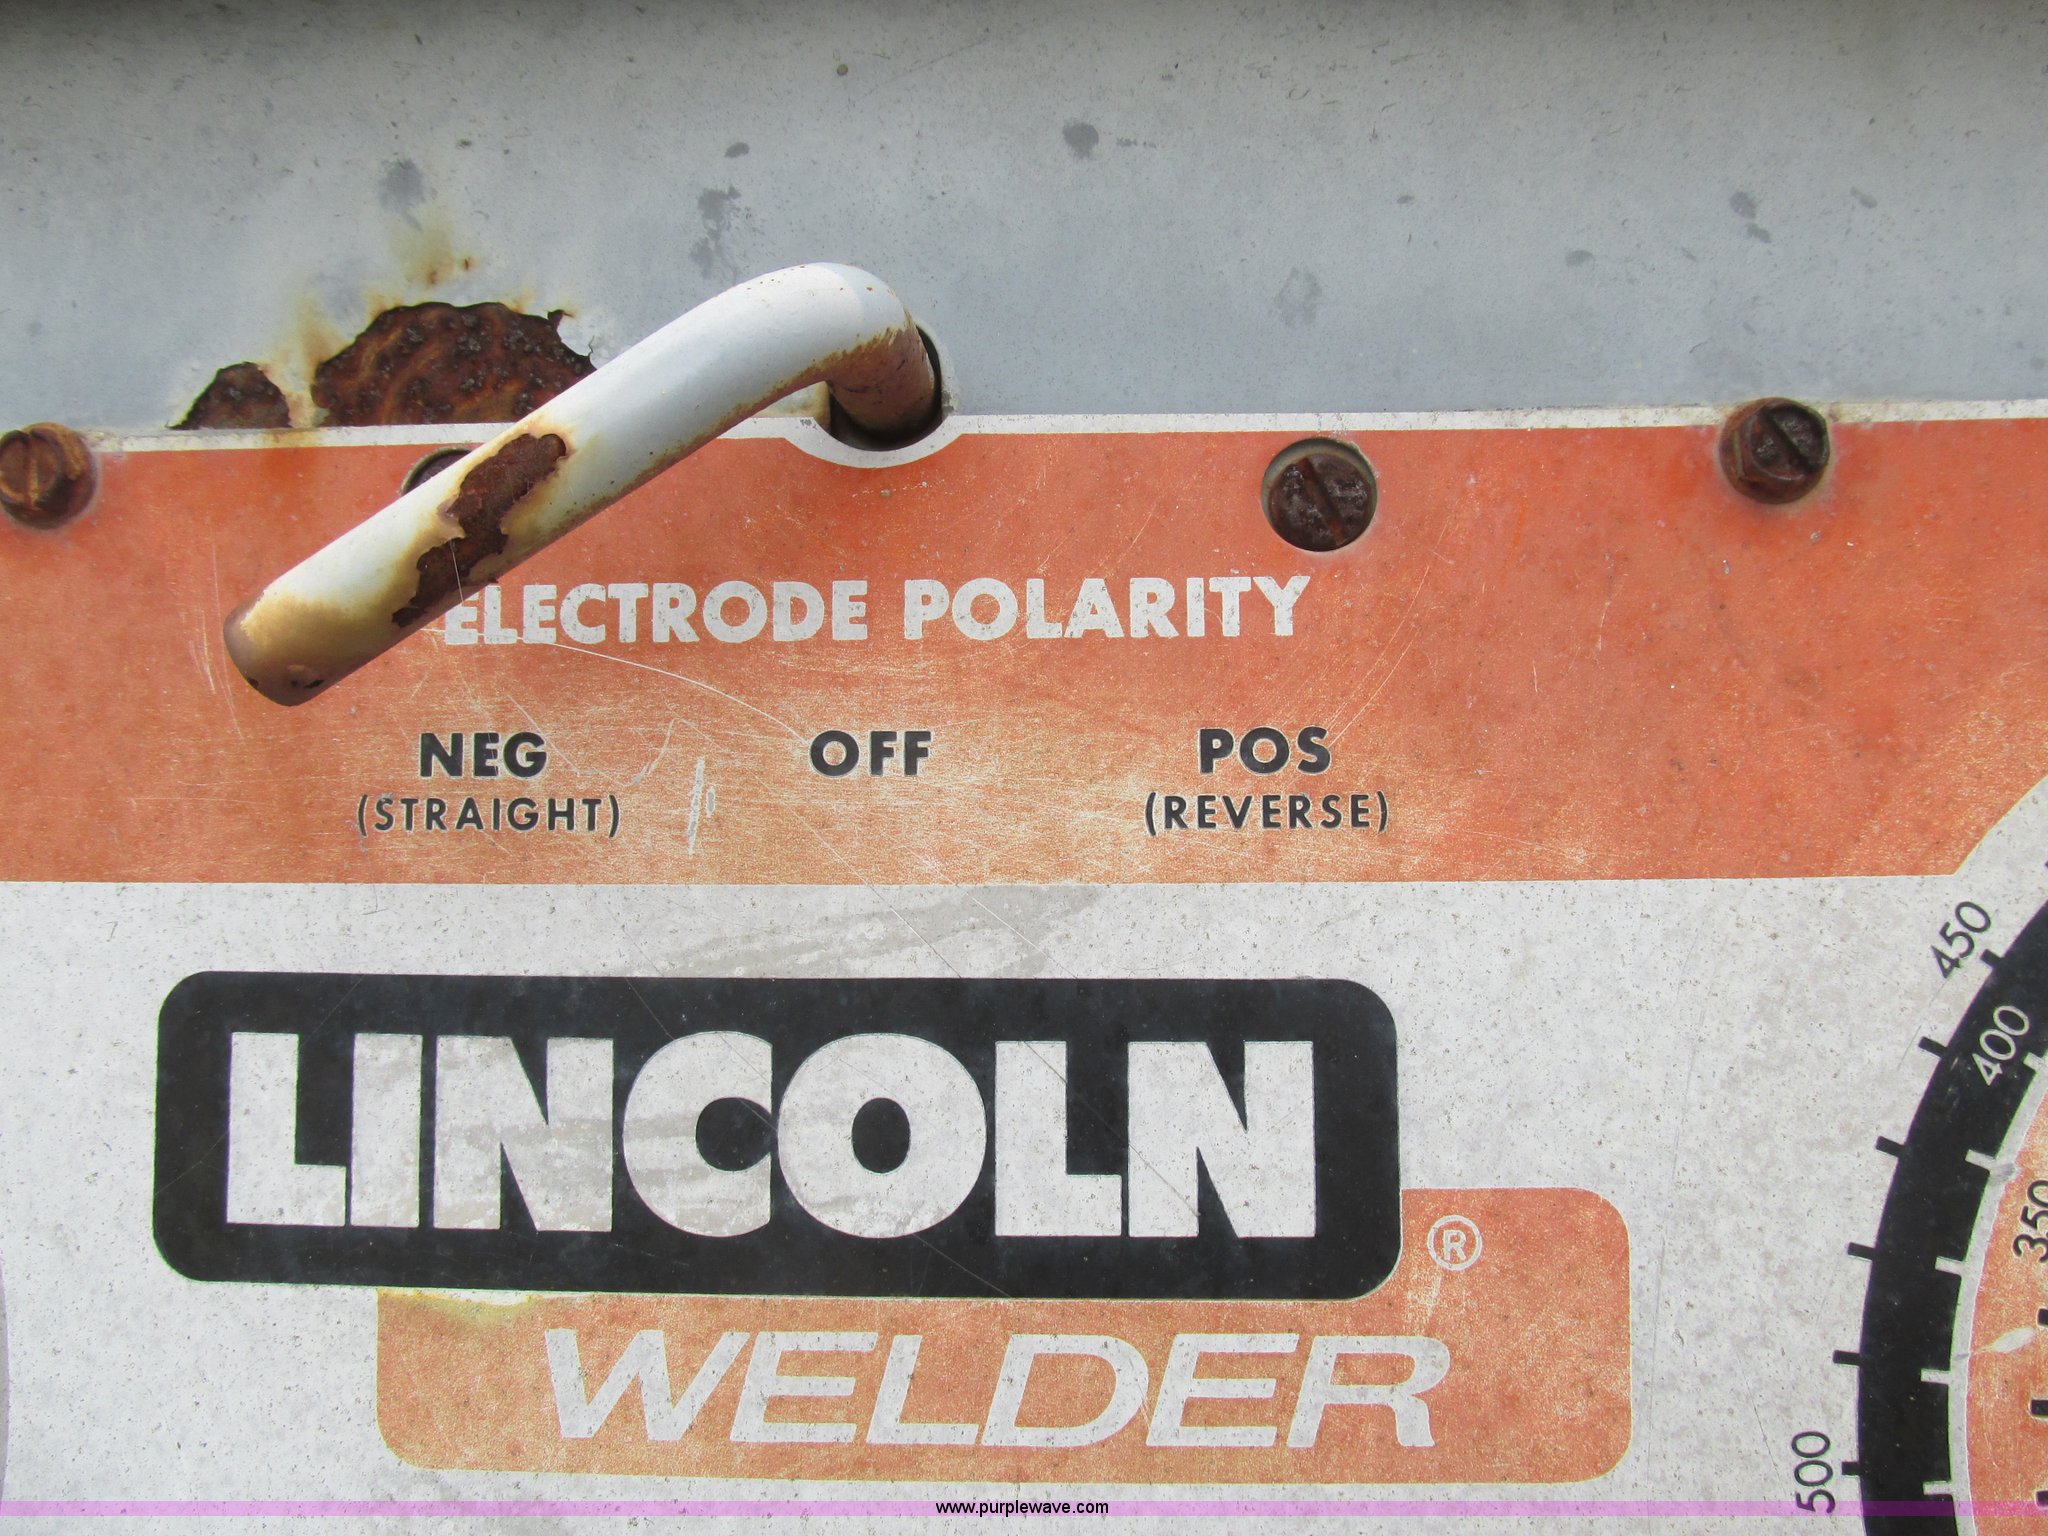 ELECTRODE POLARITY
NEG OFF POS
(STRAIGHT) (REVERSE)
450
400
350
500
LINCOLN
®
WELDER
www.purplewave.com